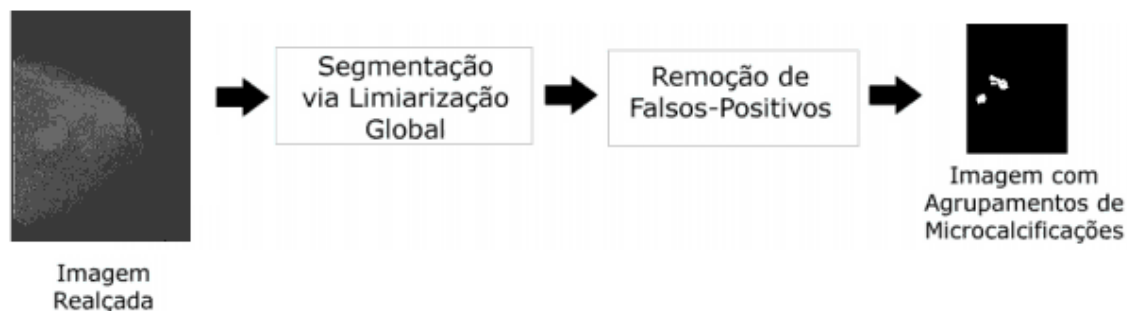 Segmentação
via Limiarização
Global
Remoção de
Falsos-Positivos
Imagem com
Agrupamentos de
Microcalcificações
Imagem
Realçada